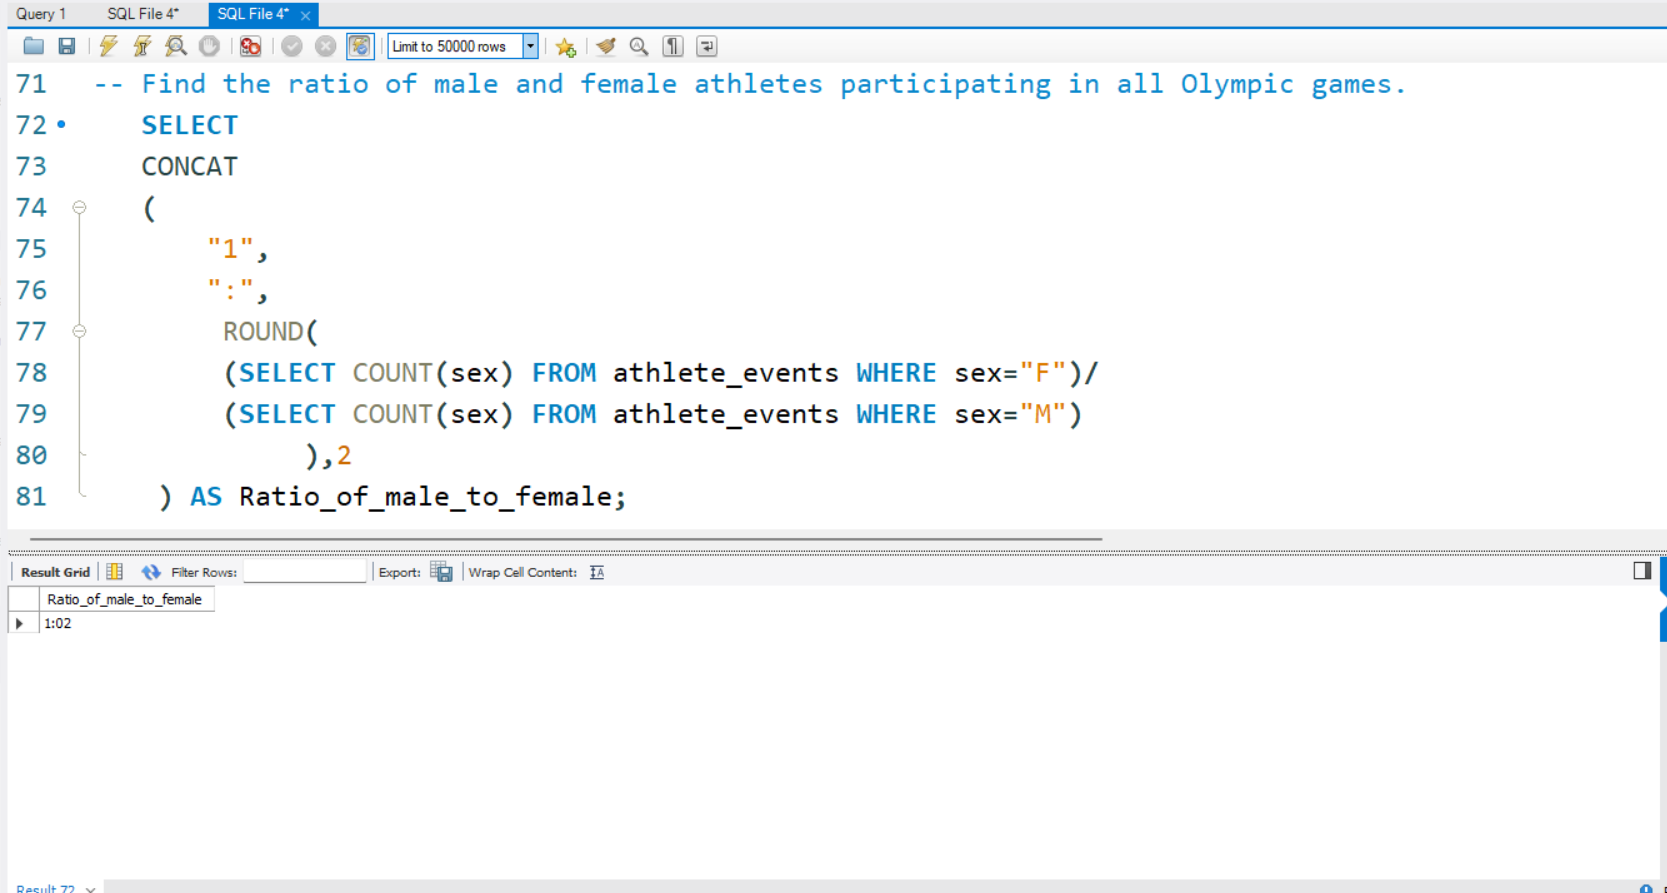 Query 1 SQL File 4* SQL File 4*
Limit to 50000 rows
71 -- Find the ratio of male and female athletes participating in all Olympic games.
72 SELECT
73 CONCAT
74 (
75 "1",
76 ":",
77 ROUND(
78 (SELECT COUNT(sex) FROM athlete_events WHERE sex="F")/
79 (SELECT COUNT(sex) FROM athlete_events WHERE sex="M")
80 ),2
81 ) AS Ratio_of_male_to_female;
Result Grid Filter Rows: Export: Wrap Cell Content:
Ratio_of_male_to_female
1:02
Result 72